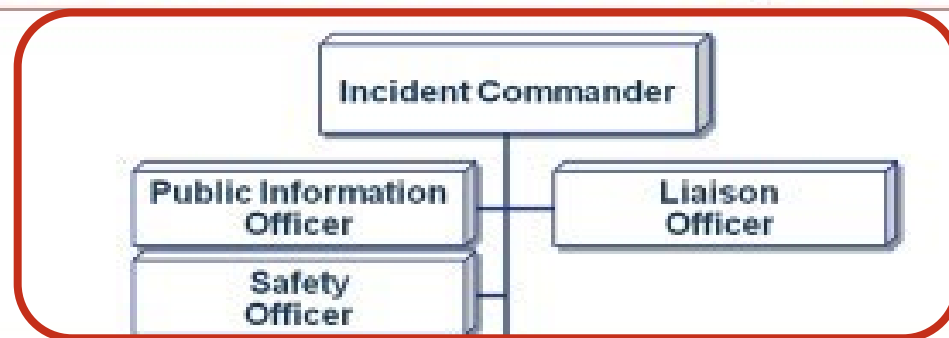 Incident Commander
Public Information
Officer
Liaison
Officer
Safety
Officer